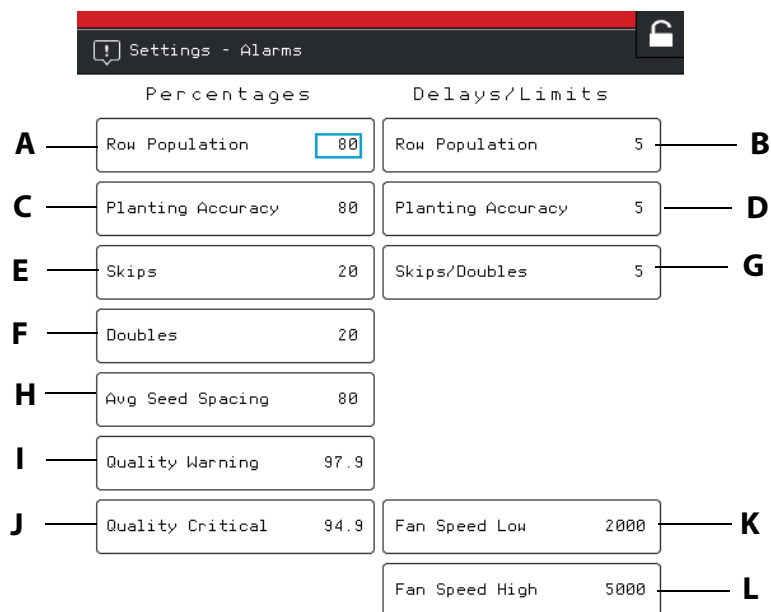 Settings - Alarms
Percentages Delays/Limits
A Row Population 80 Row Population 5 B
C Planting Accuracy 80 Planting Accuracy 5 D
E Skips 20 Skips/Doubles 5 G
F Doubles 20
H Avg Seed Spacing 80
I Quality Warning 97.9
J Quality Critical 94.9 Fan Speed Low 2000 K
Fan Speed High 5000 L